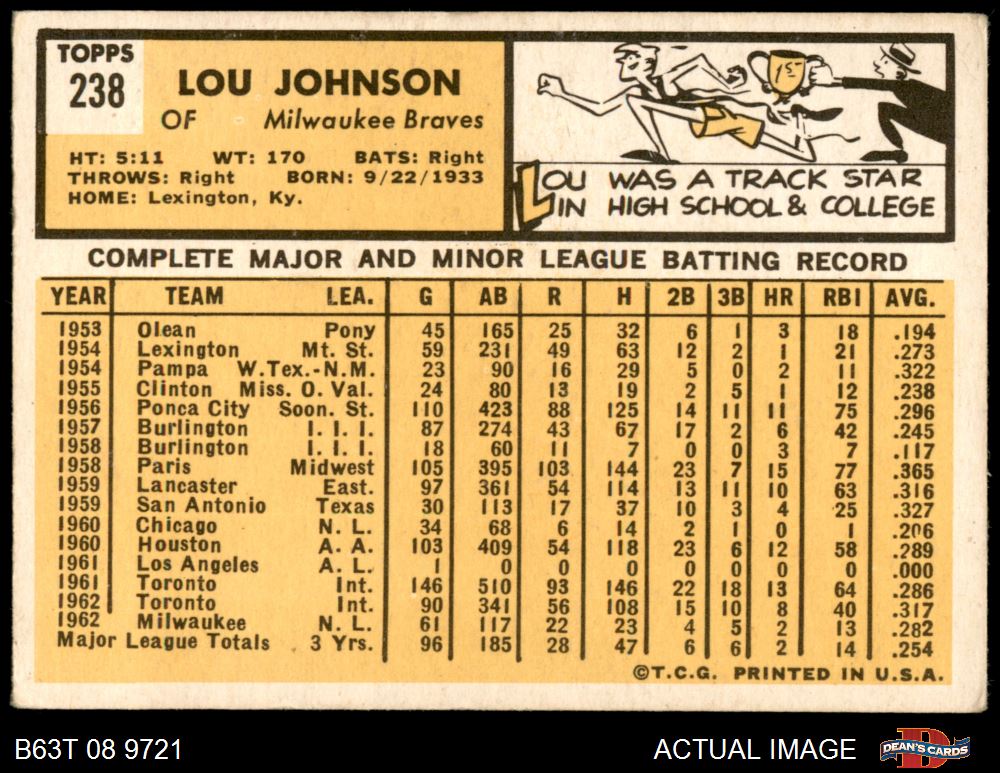 TOPPS
238
LOU JOHNSON
OF Milwaukee Braves
HT: 5:11 WT: 170 BATS: Right
THROWS: Right BORN: 9/22/1933
HOME: Lexington, Ky.
1ST
LOU WAS A TRACK STAR
IN HIGH SCHOOL & COLLEGE
COMPLETE MAJOR AND MINOR LEAGUE BATTING RECORD
YEAR TEAM LEA. G AB R H 2B 3B HR RBI AVG.
1953 Olean Pony 45 165 25 32 6 1 3 18 .194
1954 Lexington Mt. St. 59 231 49 63 12 2 1 21 .273
1954 Pampa W.Tex.-N.M. 23 90 16 29 5 0 2 11 .322
1955 Clinton Miss. O. Val. 24 80 13 19 2 5 1 12 .238
1956 Ponca City Soon. St. 110 423 88 125 14 11 11 75 .296
1957 Burlington I. I. I. 87 274 43 67 17 2 6 42 .245
1958 Burlington I. I. I. 18 60 11 7 0 0 3 7 .117
1958 Paris Midwest 105 395 103 144 23 7 15 77 .365
1959 Lancaster East. 97 361 54 114 13 11 10 63 .316
1959 San Antonio Texas 30 113 17 37 10 3 4 25 .327
1960 Chicago N. L. 34 68 6 14 2 1 0 1 .206
1960 Houston A. A. 103 409 54 118 23 6 12 58 .289
1961 Los Angeles A. L. 1 0 0 0 0 0 0 0 .000
1961 Toronto Int. 146 510 93 146 22 18 13 64 .286
1962 Toronto Int. 90 341 56 108 15 10 8 40 .317
1962 Milwaukee N. L. 61 117 22 23 4 5 2 13 .282
Major League Totals 3 Yrs. 96 185 28 47 6 6 2 14 .254
©T.C.G. PRINTED IN U.S.A.
B63T 08 9721 ACTUAL IMAGE DEAN'S CARDS